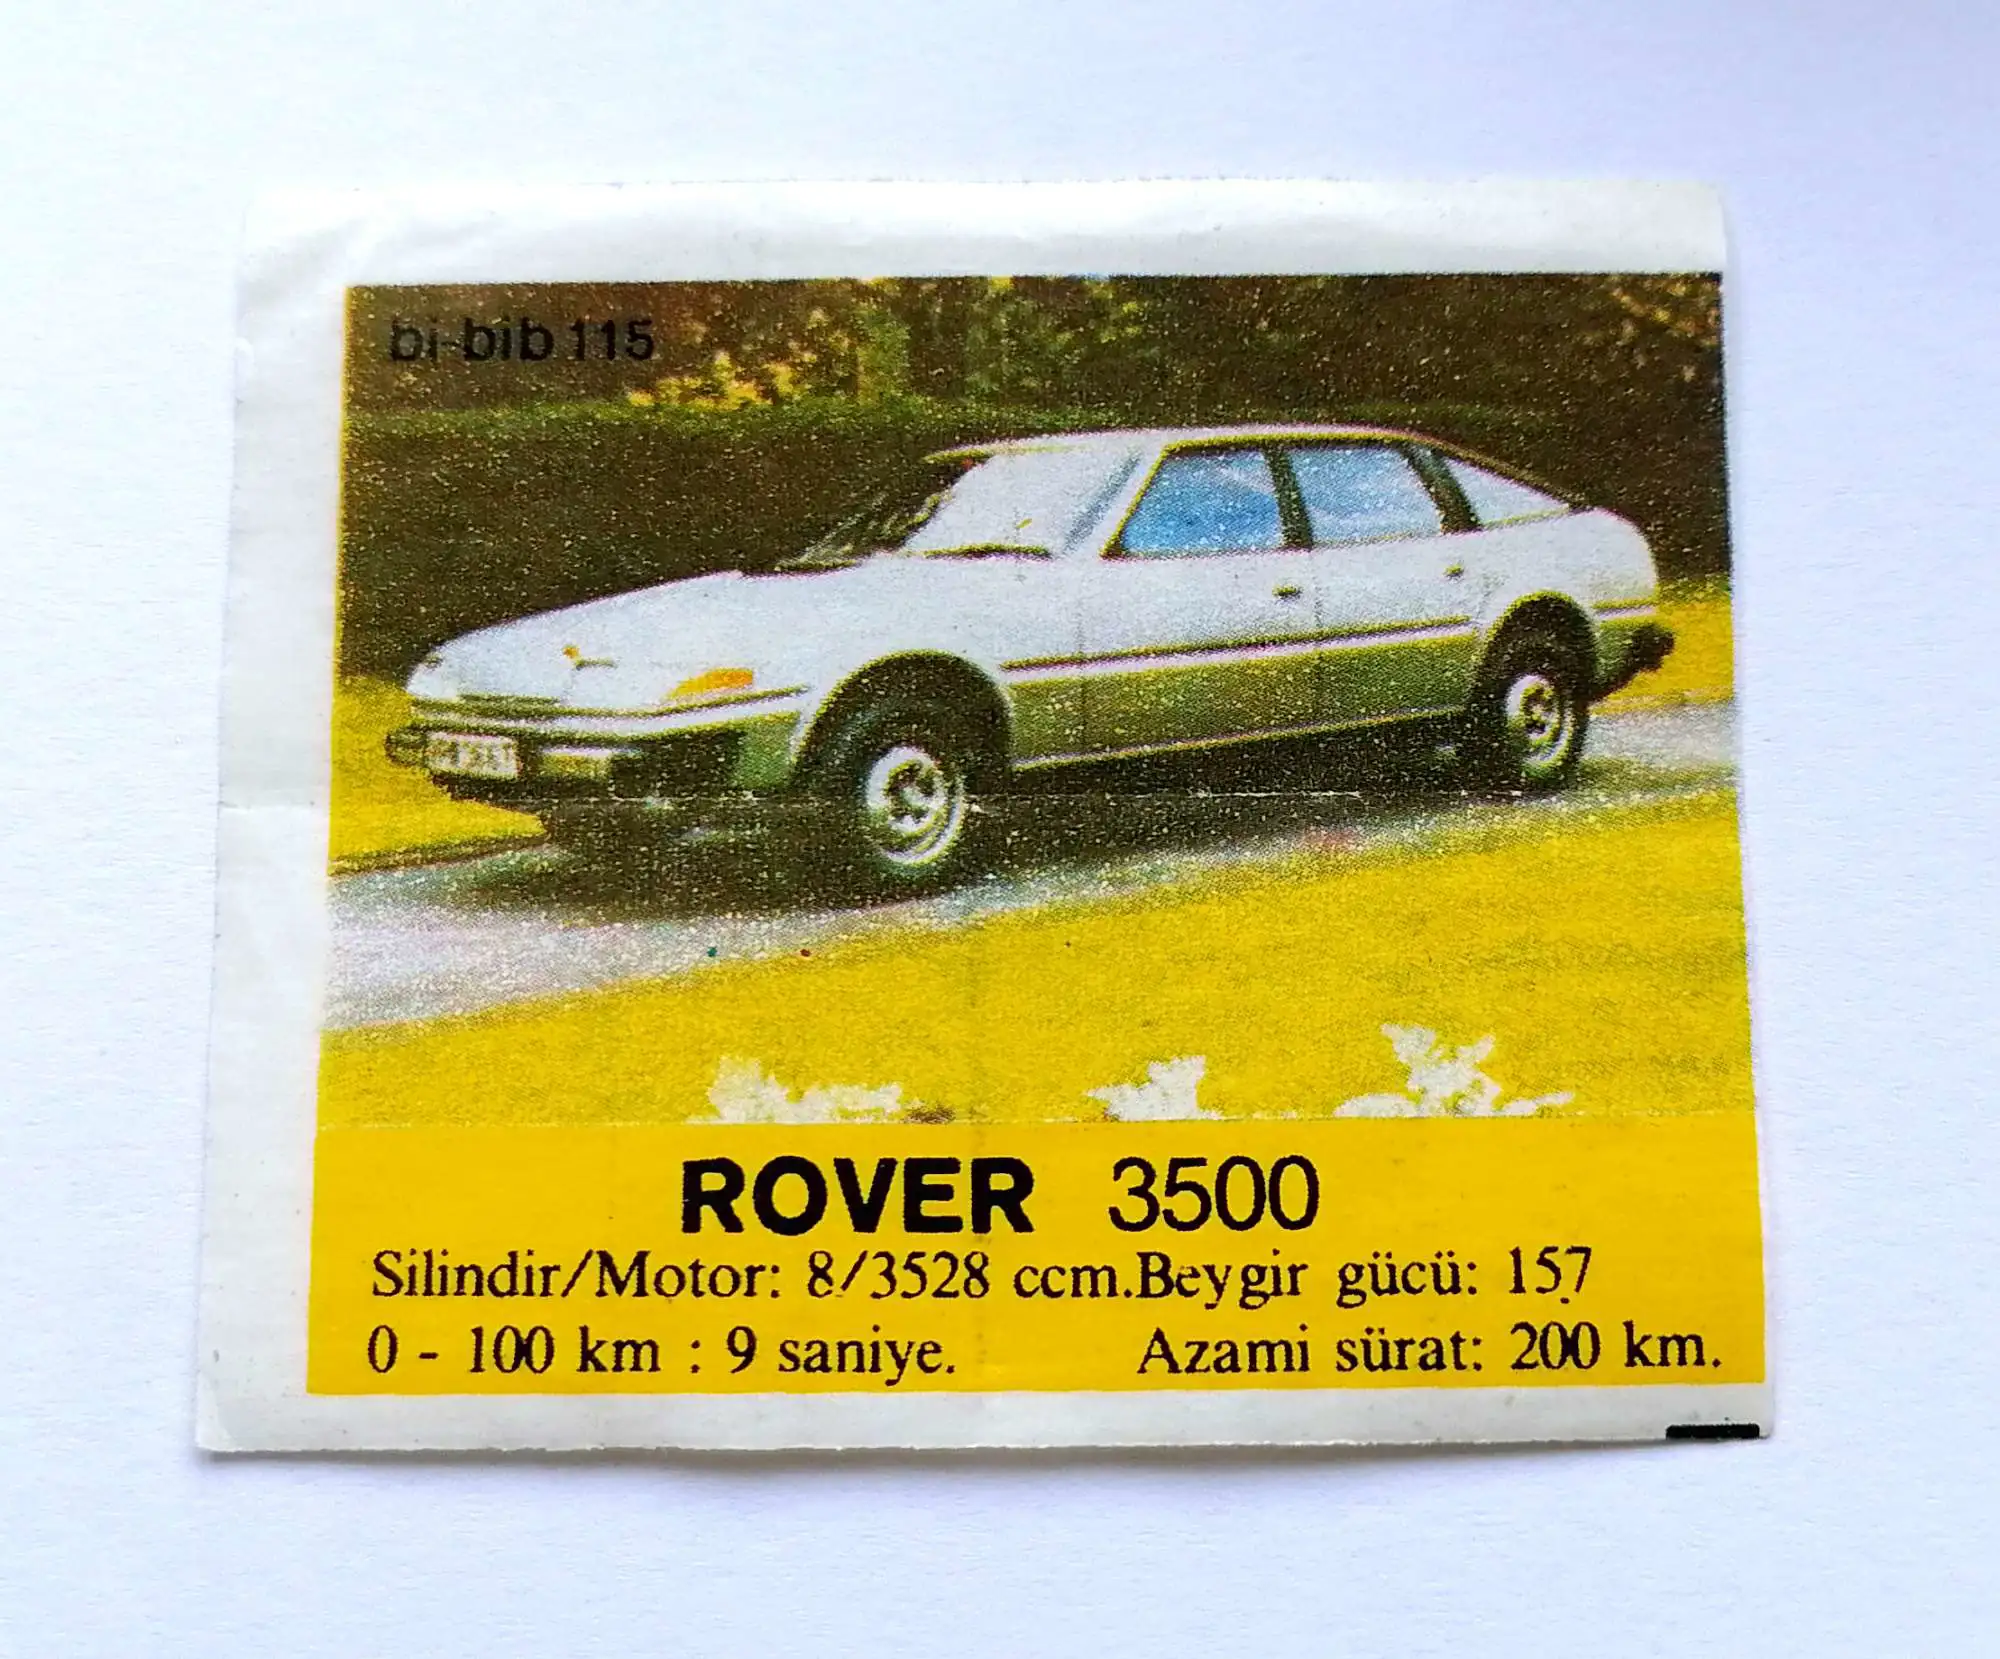 bi-bib 115
ROVER 3500
Silindir/Motor: 8/3528 ccm. Beygir gücü: 157
0 - 100 km : 9 saniye. Azami sürat: 200 km.